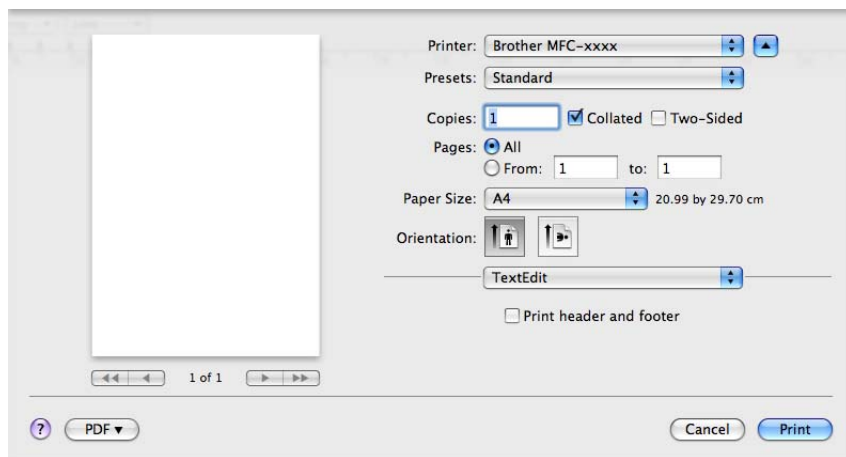 Printer: Brother MFC-xxxx
Presets: Standard
Copies: 1 Collated Two-Sided
Pages: All
From: 1 to: 1
Paper Size: A4 20.99 by 29.70 cm
Orientation:
TextEdit
Print header and footer
1 of 1
? PDF Cancel Print